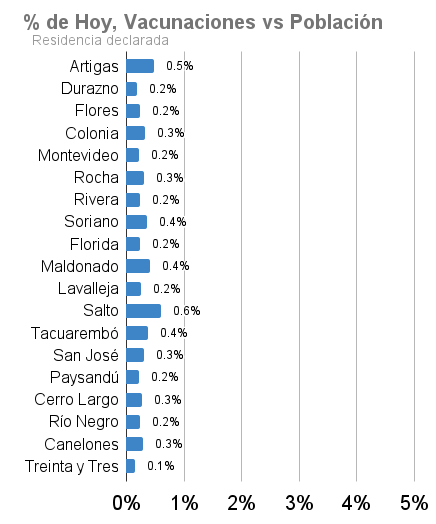 % de Hoy, Vacunaciones vs Población
Residencia declarada
Artigas 0.5%
Durazno 0.2%
Flores 0.2%
Colonia 0.3%
Montevideo 0.2%
Rocha 0.3%
Rivera 0.2%
Soriano 0.4%
Florida 0.2%
Maldonado 0.4%
Lavalleja 0.2%
Salto 0.6%
Tacuarembó 0.4%
San José 0.3%
Paysandú 0.2%
Cerro Largo 0.3%
Río Negro 0.2%
Canelones 0.3%
Treinta y Tres 0.1%
0% 1% 2% 3% 4% 5%